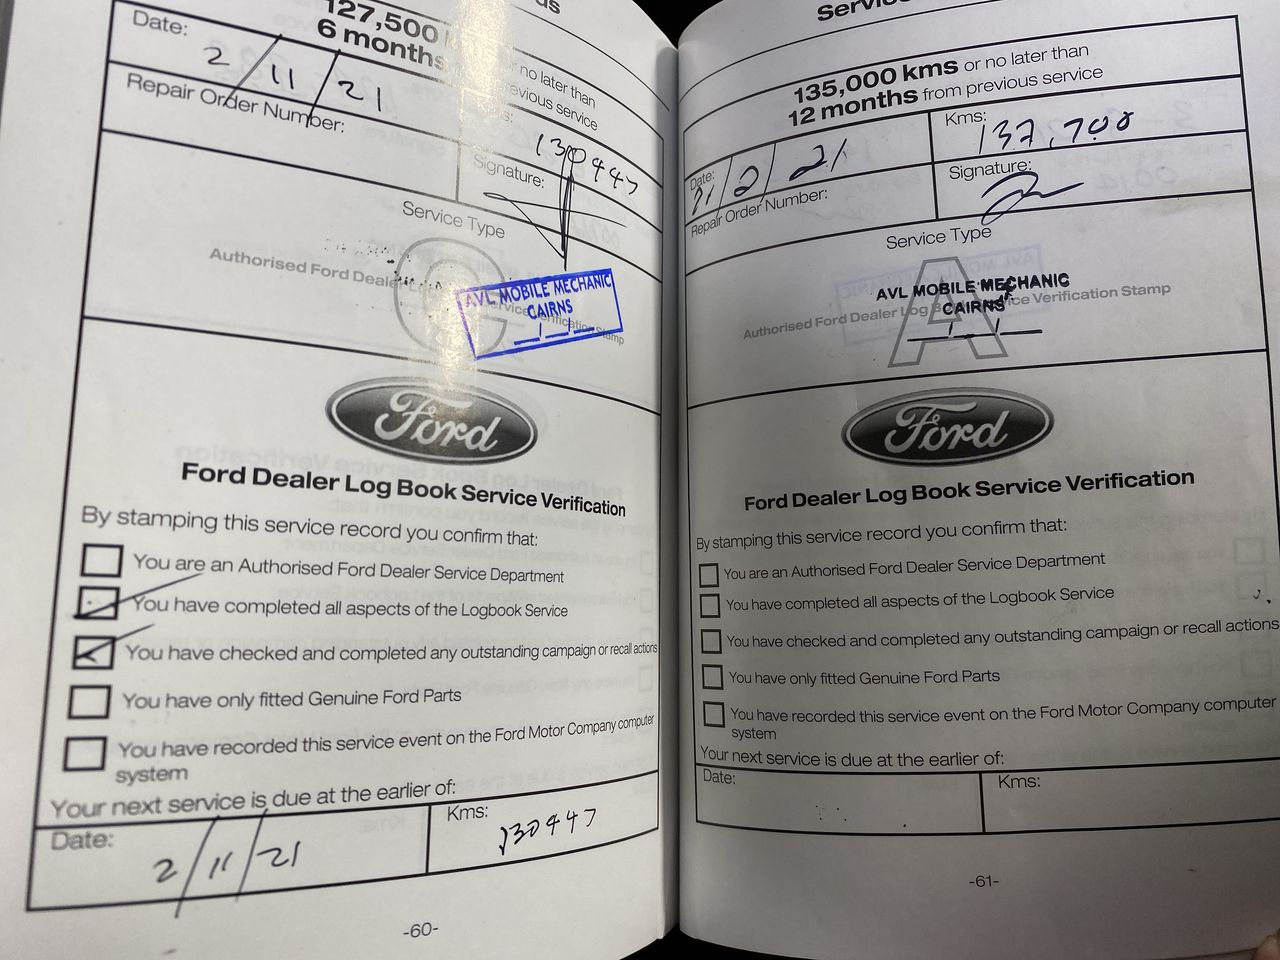 us
127,500
6 months
or no later than
previous service
Date:
2/11/21
130447
Repair Order Number:
Signature:
Service Type
C
Authorised Ford Dealer
Service Verification Stamp
AVL MOBILE MECHANIC
CAIRNS
Ford
Ford Dealer Log Book Service Verification
By stamping this service record you confirm that:
You are an Authorised Ford Dealer Service Department
You have completed all aspects of the Logbook Service
You have checked and completed any outstanding campaign or recall actions
You have only fitted Genuine Ford Parts
You have recorded this service event on the Ford Motor Company computer
system
Your next service is due at the earlier of:
Date:
2/11/21
Kms:
130447
-60-
Service
135,000 kms or no later than
12 months from previous service
Date:
2/21
Kms:
137,700
Repair Order Number:
Signature:
Service Type
A
AVL MOBILE MECHANIC
CAIRNS
Authorised Ford Dealer Log Service Verification Stamp
Ford
Ford Dealer Log Book Service Verification
By stamping this service record you confirm that:
You are an Authorised Ford Dealer Service Department
You have completed all aspects of the Logbook Service
You have checked and completed any outstanding campaign or recall actions
You have only fitted Genuine Ford Parts
You have recorded this service event on the Ford Motor Company computer
system
Your next service is due at the earlier of:
Date:
Kms:
-61-